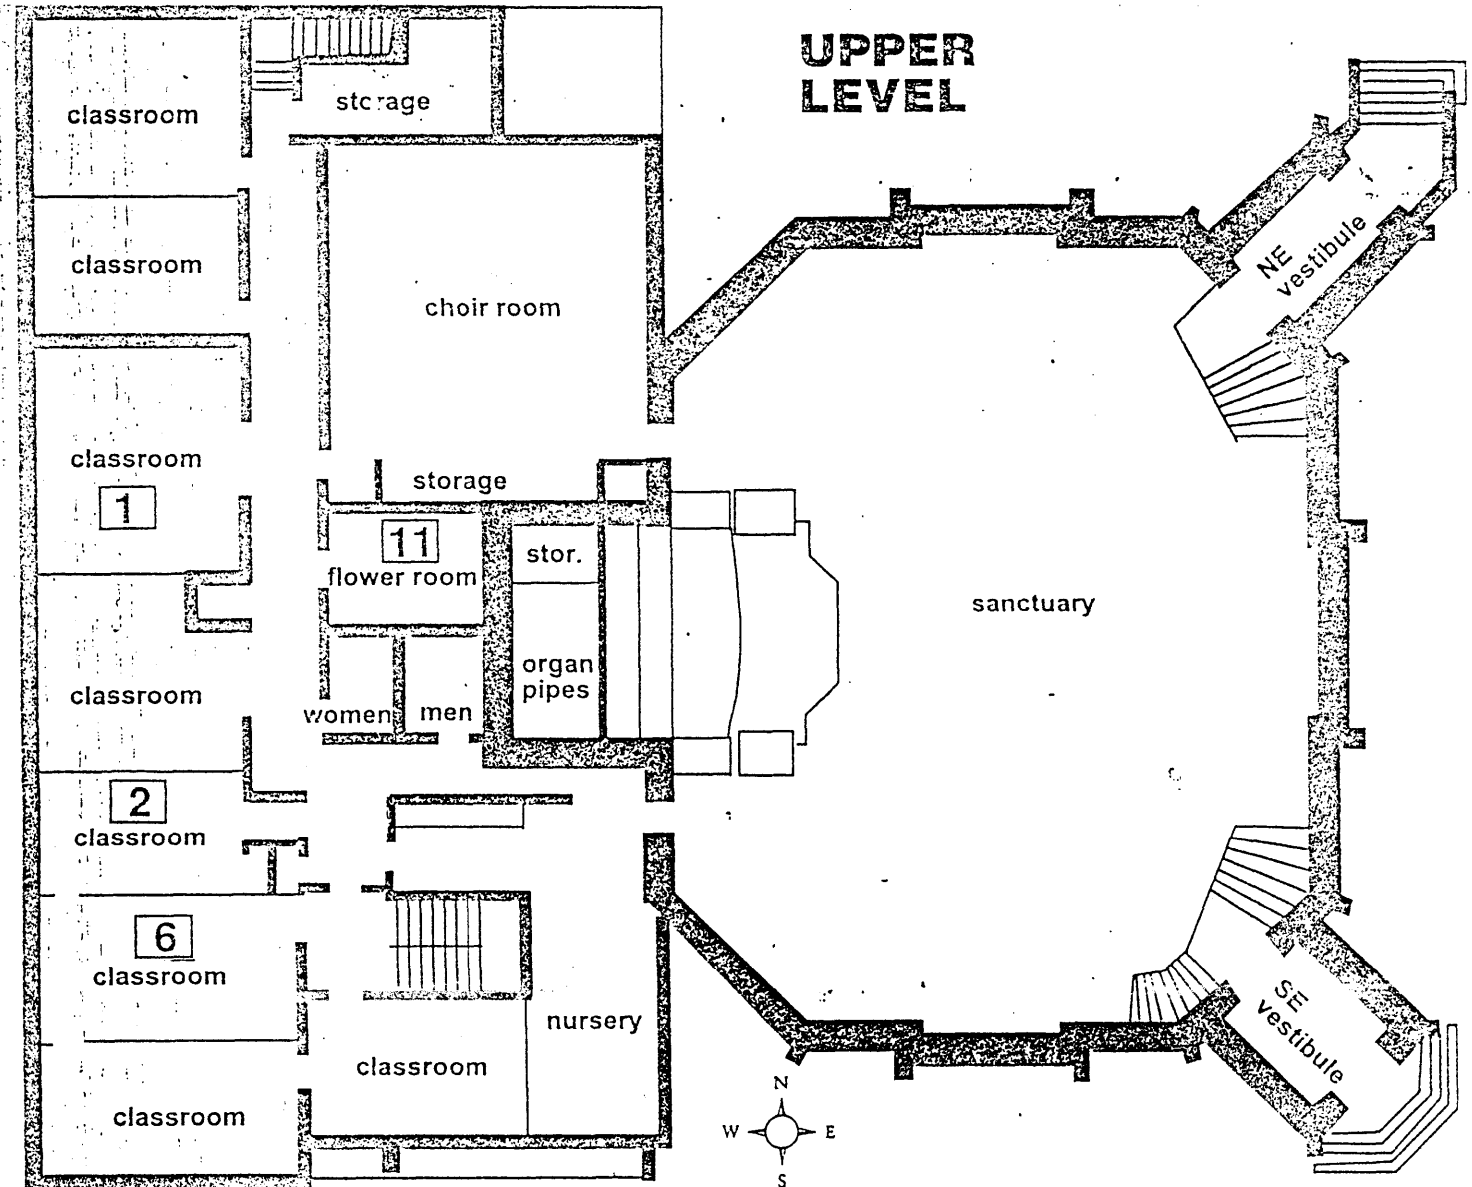 UPPER
LEVEL
classroom
storage
classroom
choir room
NE
vestibule
classroom
1
storage
11
flower room
stor.
sanctuary
classroom
organ
pipes
women
men
2
classroom
6
classroom
SE
vestibule
nursery
classroom
classroom
N
W
E
S